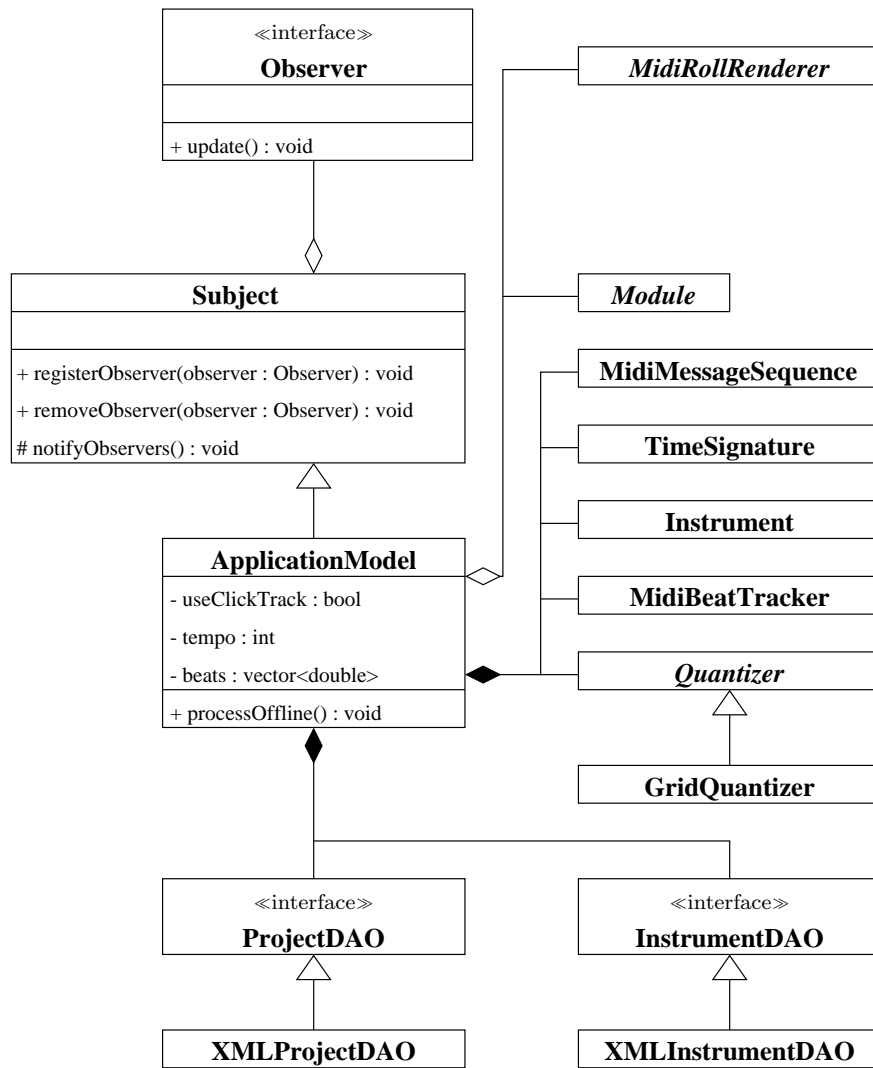 ≪interface≫
Observer
+ update() : void
MidiRollRenderer
Subject
+ registerObserver(observer : Observer) : void
+ removeObserver(observer : Observer) : void
# notifyObservers() : void
Module
MidiMessageSequence
TimeSignature
Instrument
MidiBeatTracker
Quantizer
GridQuantizer
ApplicationModel
- useClickTrack : bool
- tempo : int
- beats : vector<double>
+ processOffline() : void
≪interface≫
ProjectDAO
≪interface≫
InstrumentDAO
XMLProjectDAO
XMLInstrumentDAO